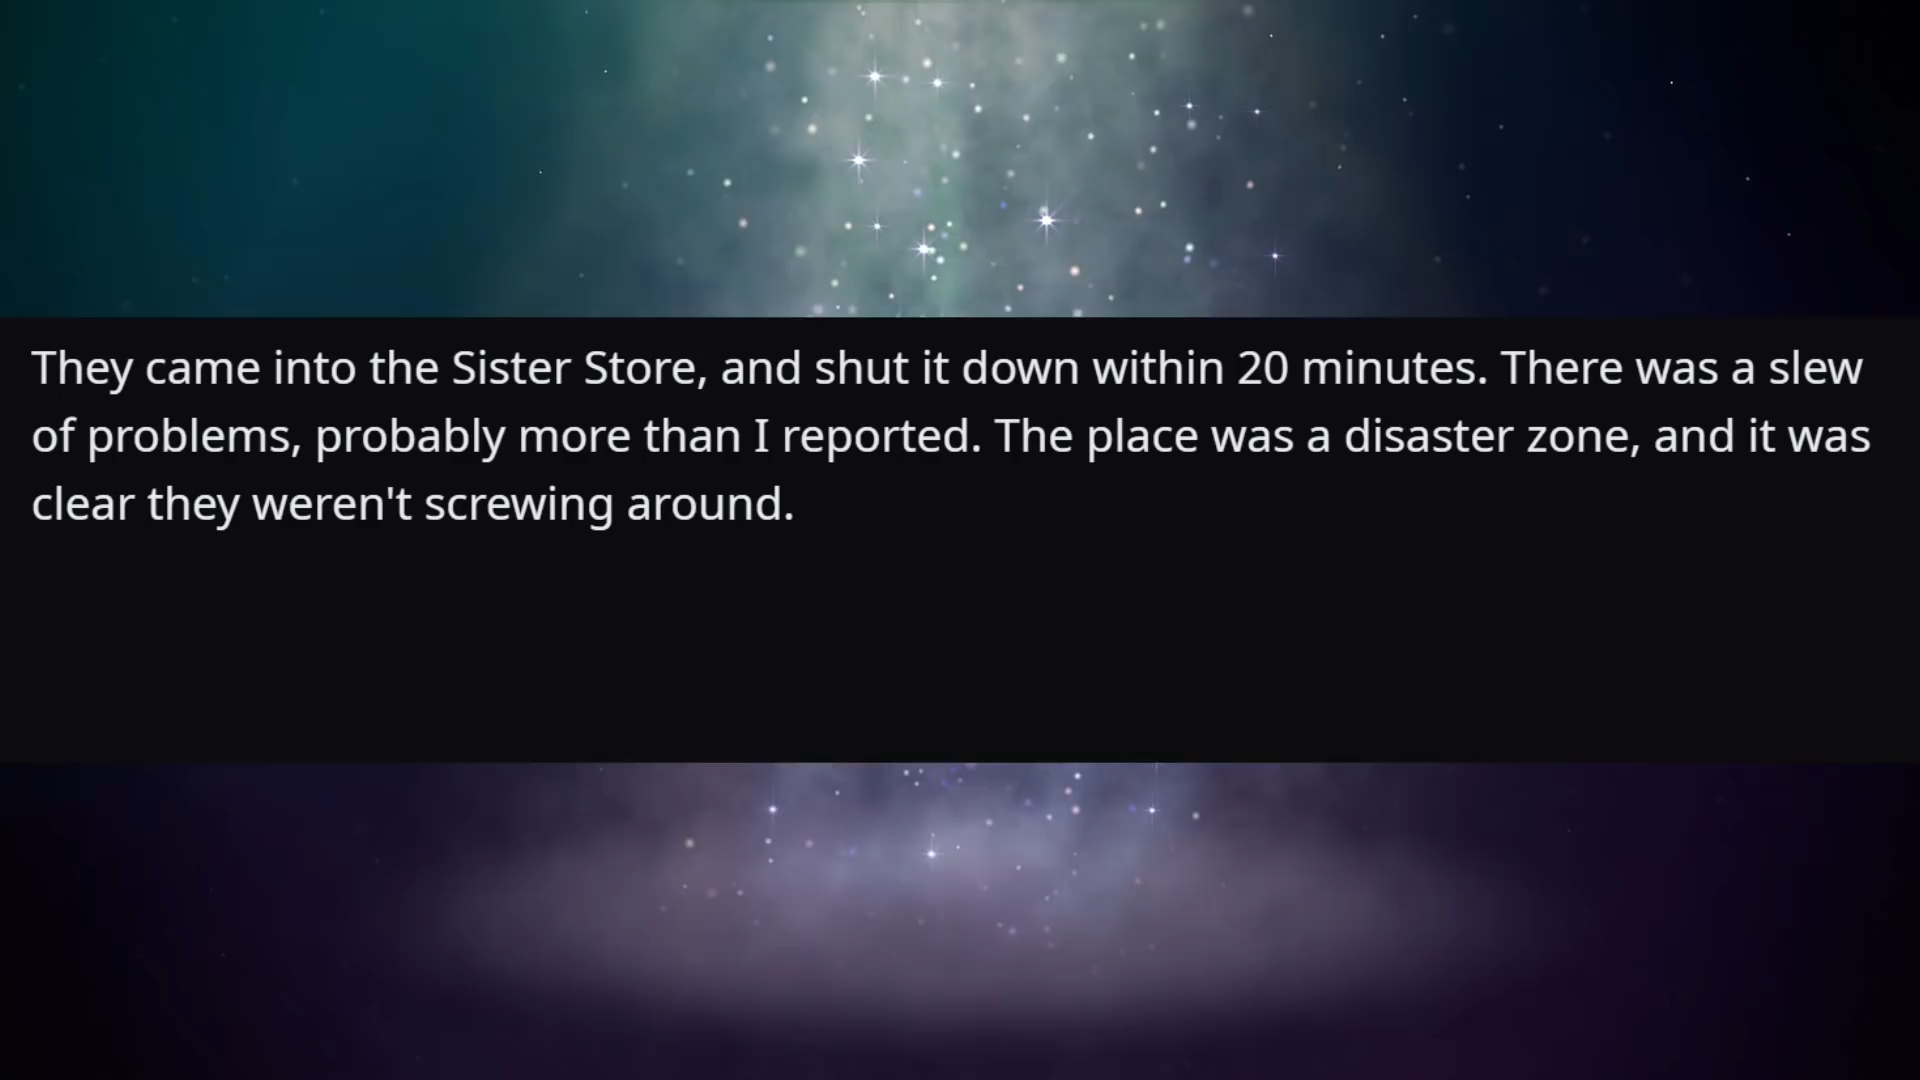 They came into the Sister Store, and shut it down within 20 minutes. There was a slew
of problems, probably more than I reported. The place was a disaster zone, and it was
clear they weren't screwing around.